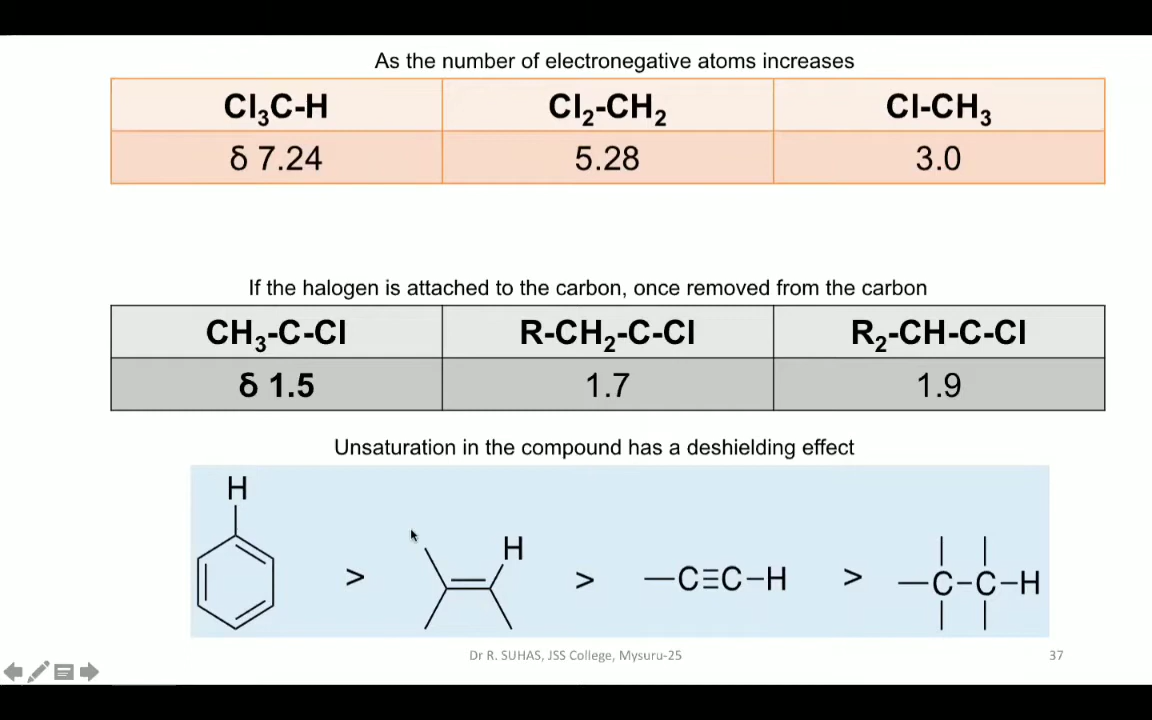 As the number of electronegative atoms increases
Cl₃C-H Cl₂-CH₂ Cl-CH₃
δ 7.24 5.28 3.0
If the halogen is attached to the carbon, once removed from the carbon
CH₃-C-Cl R-CH₂-C-Cl R₂-CH-C-Cl
δ 1.5 1.7 1.9
Unsaturation in the compound has a deshielding effect
H
H
> > —C≡C−H > —C−C−H
Dr R. SUHAS, JSS College, Mysuru-25 37